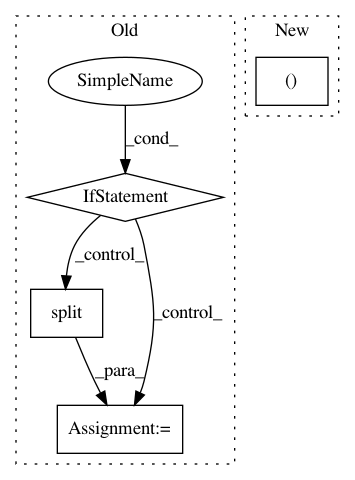 Old
New
SimpleName
()
_cond_
IfStatement
_control_
split
_control_
_para_
Assignment:=